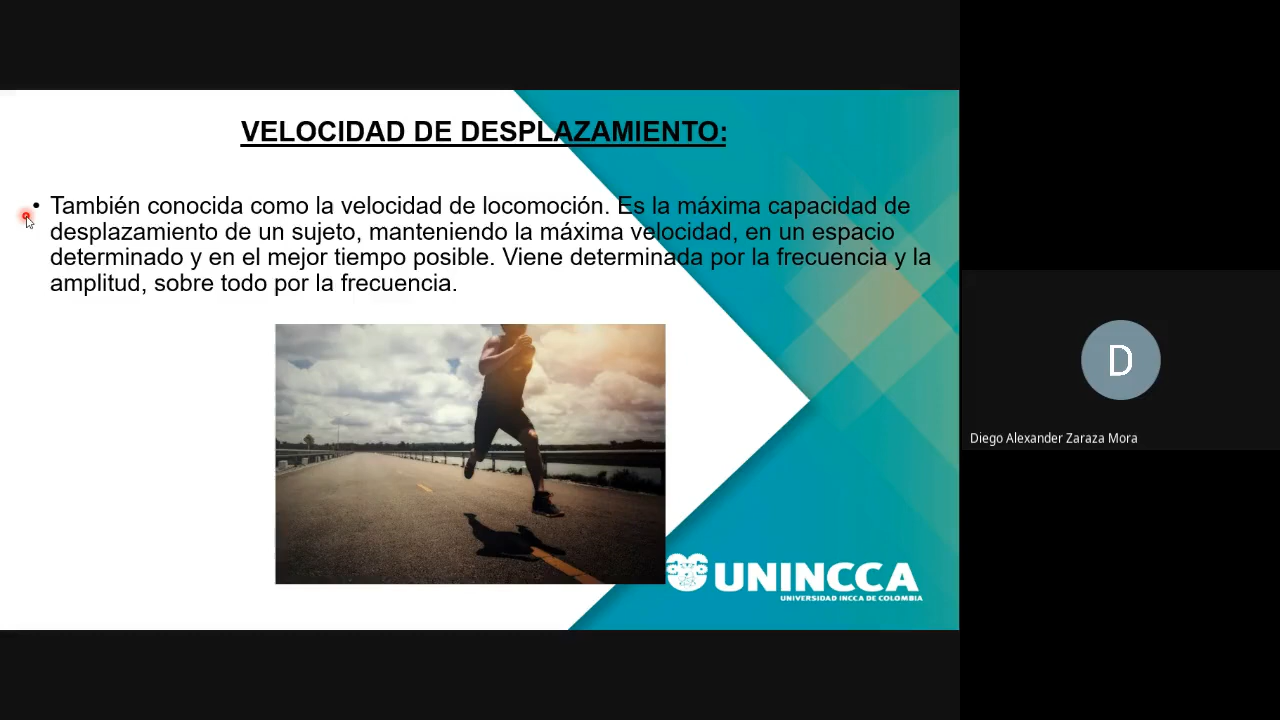 VELOCIDAD DE DESPLAZAMIENTO:
• También conocida como la velocidad de locomoción. Es la máxima capacidad de
desplazamiento de un sujeto, manteniendo la máxima velocidad, en un espacio
determinado y en el mejor tiempo posible. Viene determinada por la frecuencia y la
amplitud, sobre todo por la frecuencia.
UNINCCA
UNIVERSIDAD INCCA DE COLOMBIA
D
Diego Alexander Zaraza Mora